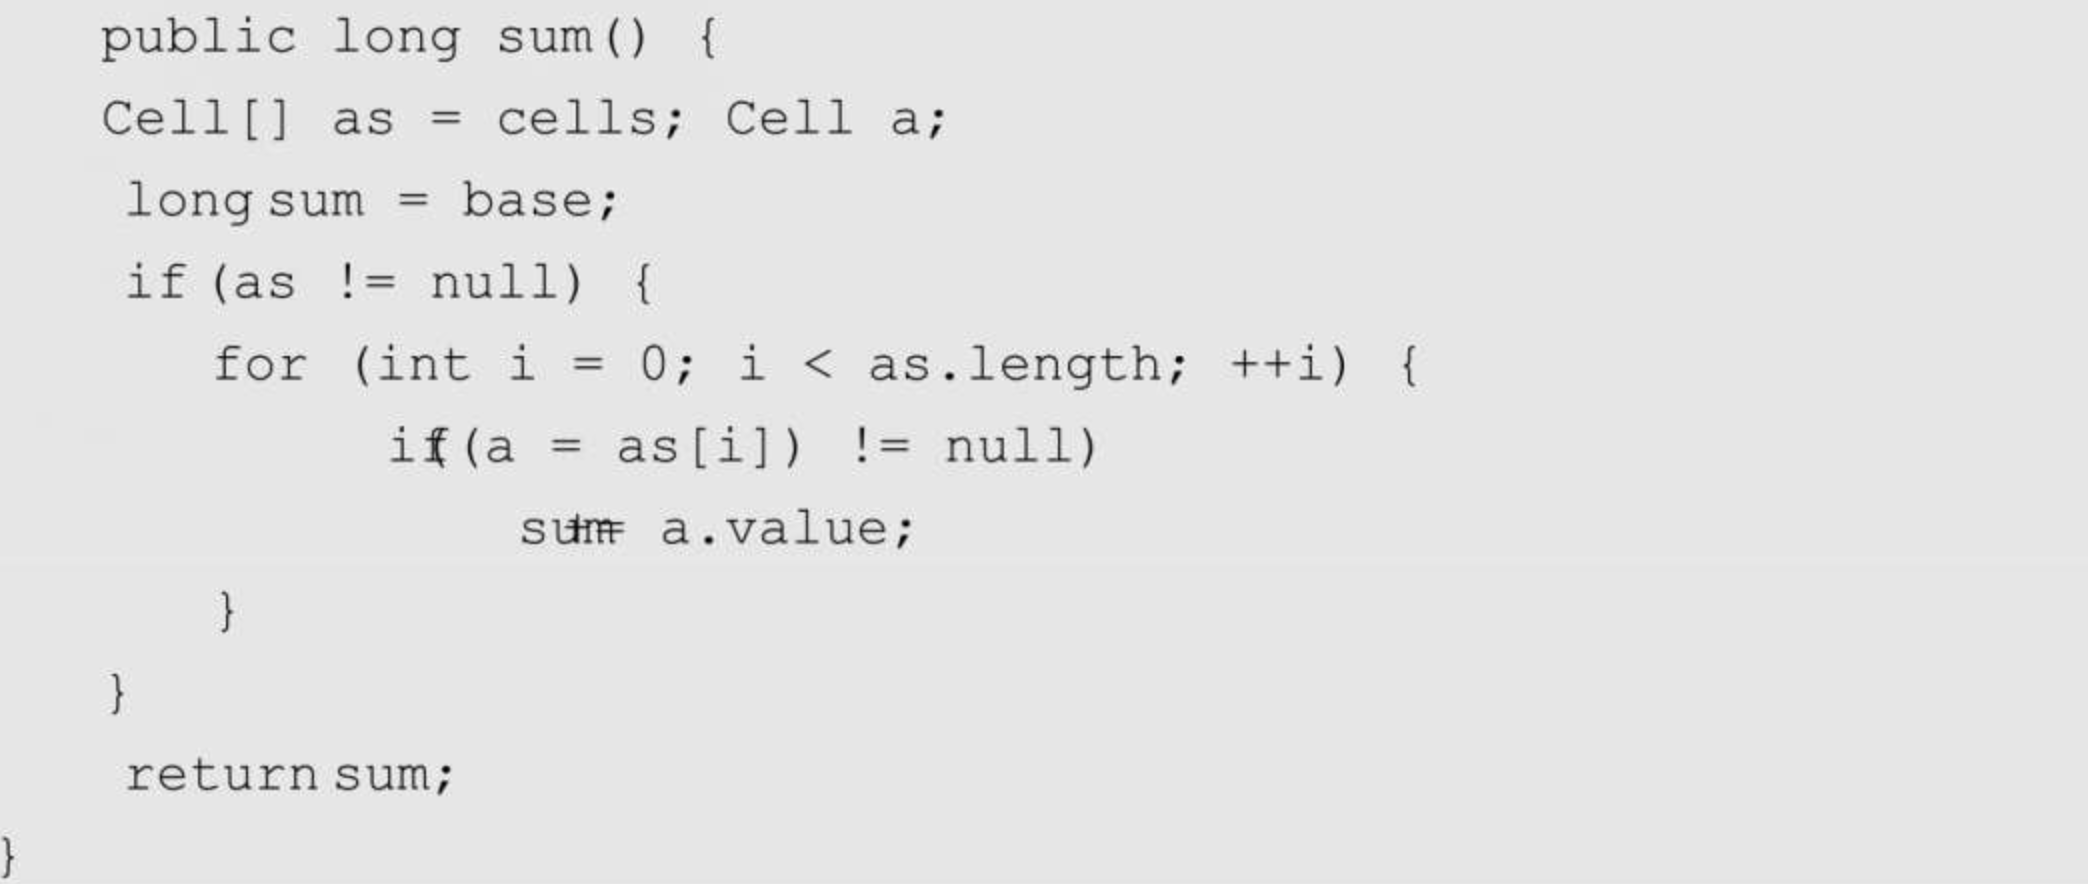 public long sum() {
Cell[] as = cells; Cell a;
long sum = base;
if (as != null) {
for (int i = 0; i < as.length; ++i) {
if ((a = as[i]) != null)
sum += a.value;
}
}
return sum;
}